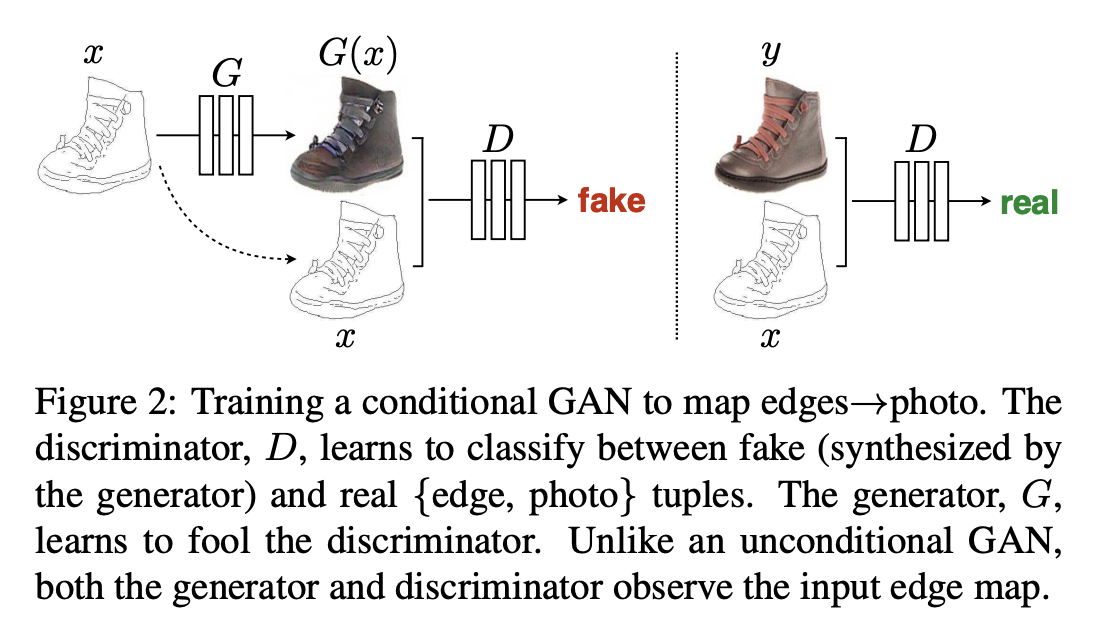 x
G
G(x)
D
fake
x
y
D
real
x
Figure 2: Training a conditional GAN to map edges→photo. The
discriminator, D, learns to classify between fake (synthesized by
the generator) and real {edge, photo} tuples. The generator, G,
learns to fool the discriminator. Unlike an unconditional GAN,
both the generator and discriminator observe the input edge map.